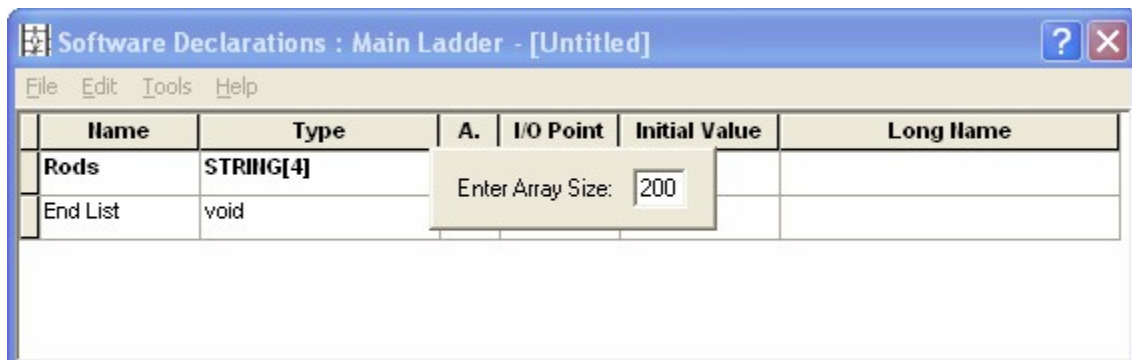 Software Declarations : Main Ladder - [Untitled]
File Edit Tools Help
Name Type A. I/O Point Initial Value Long Name
Rods STRING[4]
Enter Array Size: 200
End List void